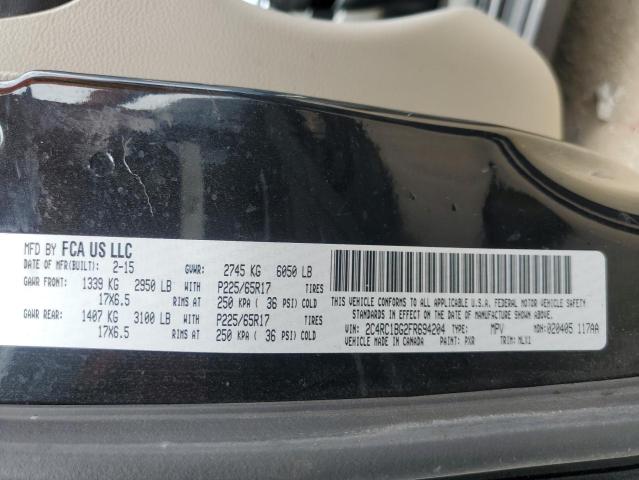 MFD BY FCA US LLC
DATE OF MFR(BUILT): 2-15 GVWR: 2745 KG 6050 LB
GAWR FRONT: 1339 KG 2950 LB WITH P225/65R17 TIRES
17X6.5 RIMS AT 250 KPA ( 36 PSI) COLD
GAWR REAR: 1407 KG 3100 LB WITH P225/65R17 TIRES
17X6.5 RIMS AT 250 KPA ( 36 PSI) COLD
THIS VEHICLE CONFORMS TO ALL APPLICABLE U.S.A. FEDERAL MOTOR VEHICLE SAFETY
STANDARDS IN EFFECT ON THE DATE OF MANUFACTURE SHOWN ABOVE.
VIN: 2C4RC1BG2FR694204 TYPE: MPV MDH:020405 117AA
VEHICLE MADE IN CANADA PAINT: PXR TRIM: MLX1